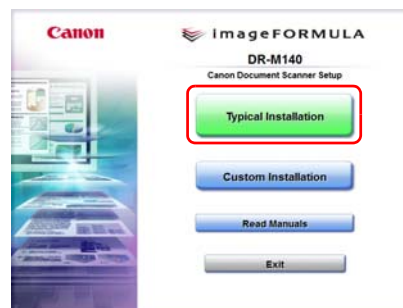 Canon
imageFORMULA
DR-M140
Canon Document Scanner Setup
Typical Installation
Custom Installation
Read Manuals
Exit